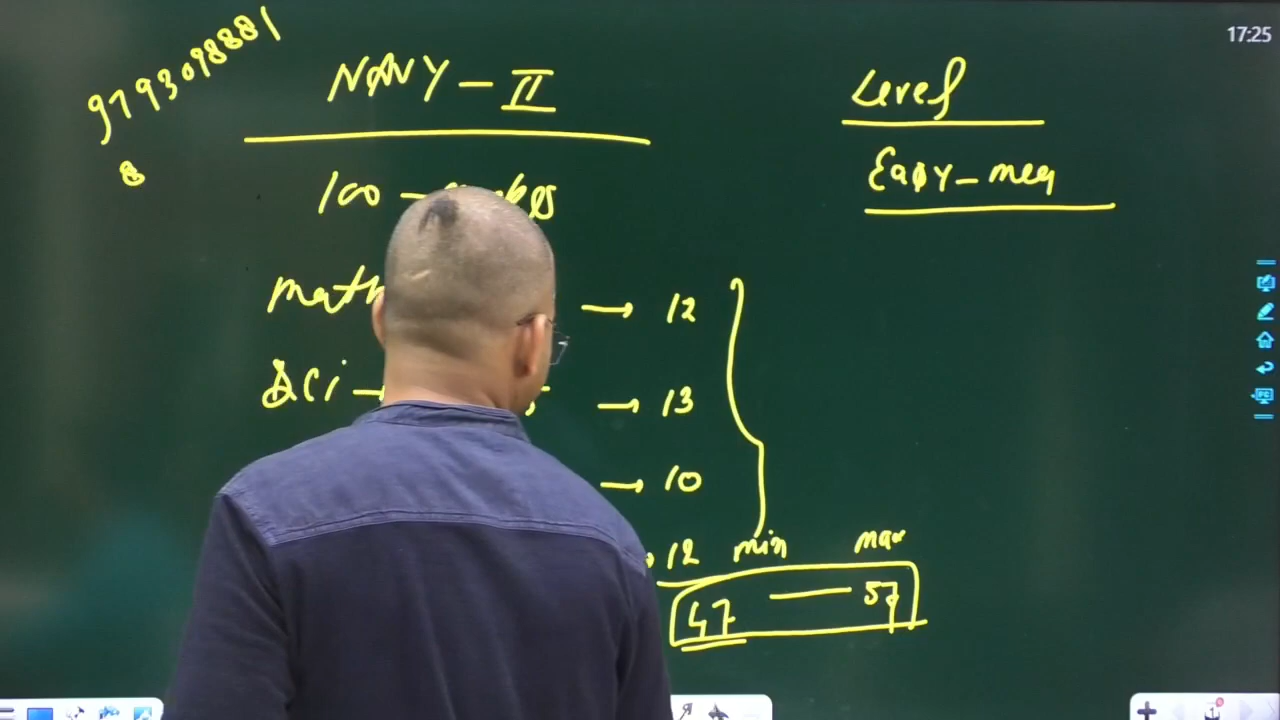 17:25
9793098881
8
NAVY - II
Level
100 -
Easy - med
math → 12
Sci - → 13
→ 10
12 min max
47 — 57